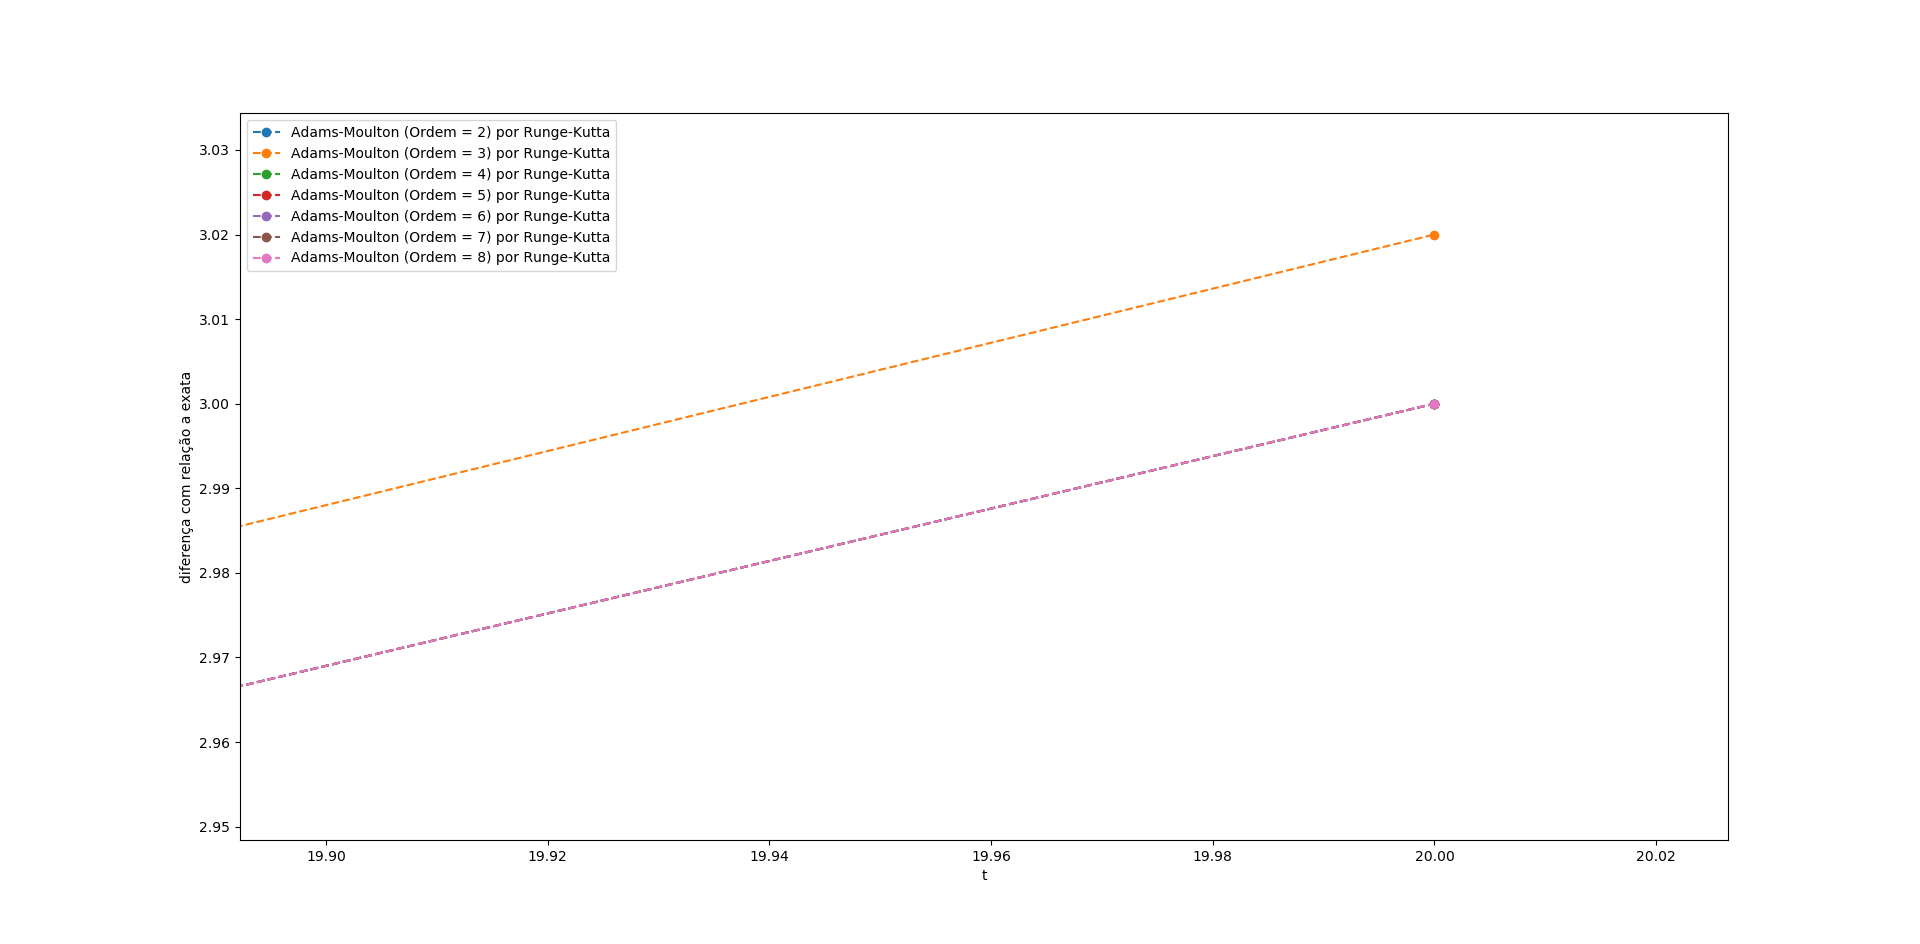 Adams-Moulton (Ordem = 2) por Runge-Kutta
Adams-Moulton (Ordem = 3) por Runge-Kutta
Adams-Moulton (Ordem = 4) por Runge-Kutta
Adams-Moulton (Ordem = 5) por Runge-Kutta
Adams-Moulton (Ordem = 6) por Runge-Kutta
Adams-Moulton (Ordem = 7) por Runge-Kutta
Adams-Moulton (Ordem = 8) por Runge-Kutta
3.03
3.02
3.01
3.00
2.99
2.98
2.97
2.96
2.95
diferença com relação a exata
19.90 19.92 19.94 19.96 19.98 20.00 20.02
t